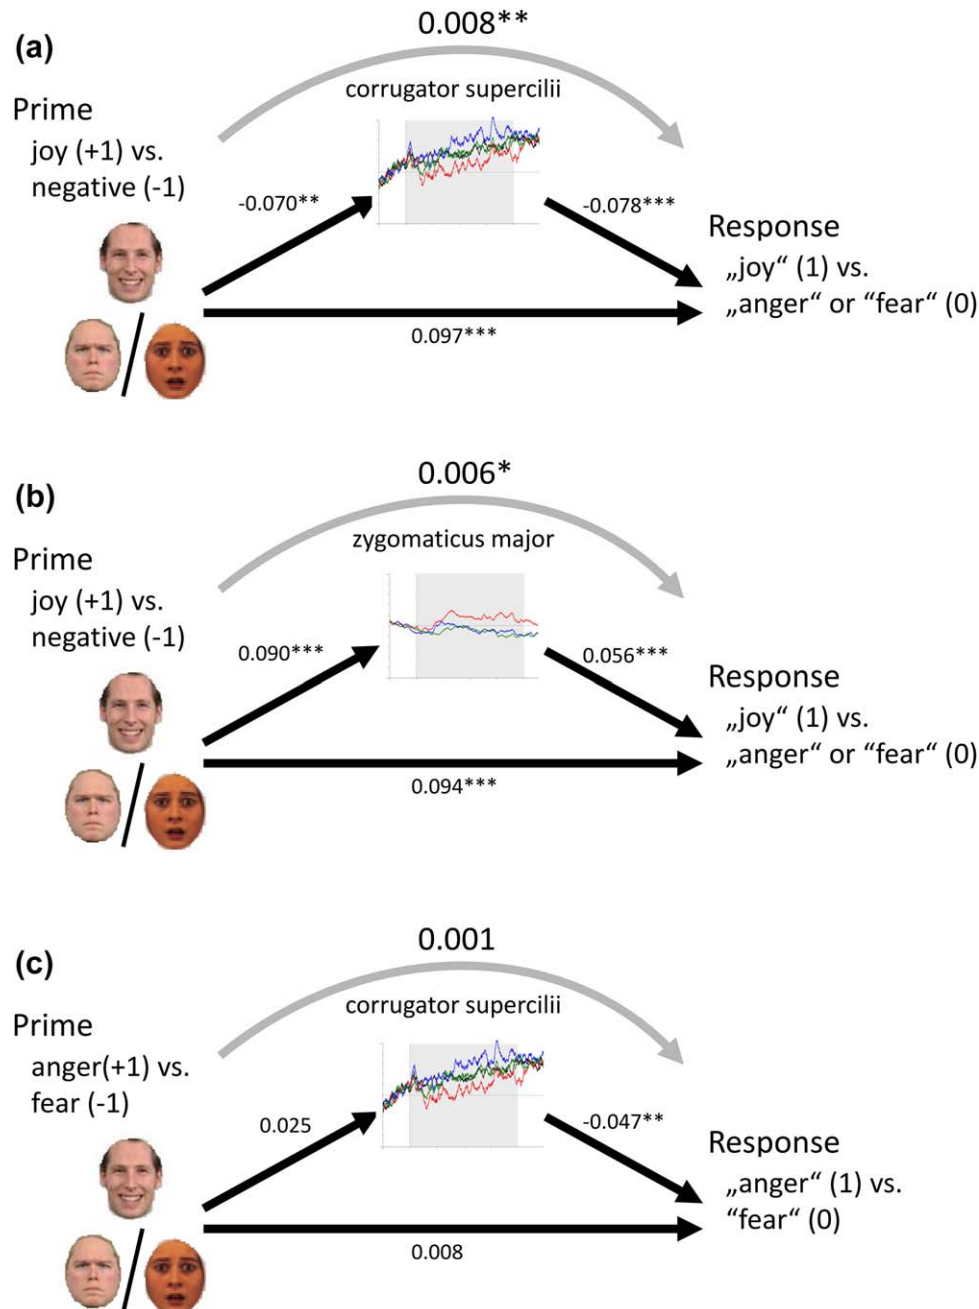 (a)
0.008**
corrugator supercilii
Prime
joy (+1) vs.
negative (-1)
-0.070**
-0.078***
Response
„joy“ (1) vs.
„anger“ or “fear“ (0)
0.097***
(b)
0.006*
zygomaticus major
Prime
joy (+1) vs.
negative (-1)
0.090***
0.056***
Response
„joy“ (1) vs.
„anger“ or “fear“ (0)
0.094***
(c)
0.001
corrugator supercilii
Prime
anger(+1) vs.
fear (-1)
0.025
-0.047**
Response
„anger“ (1) vs.
“fear“ (0)
0.008